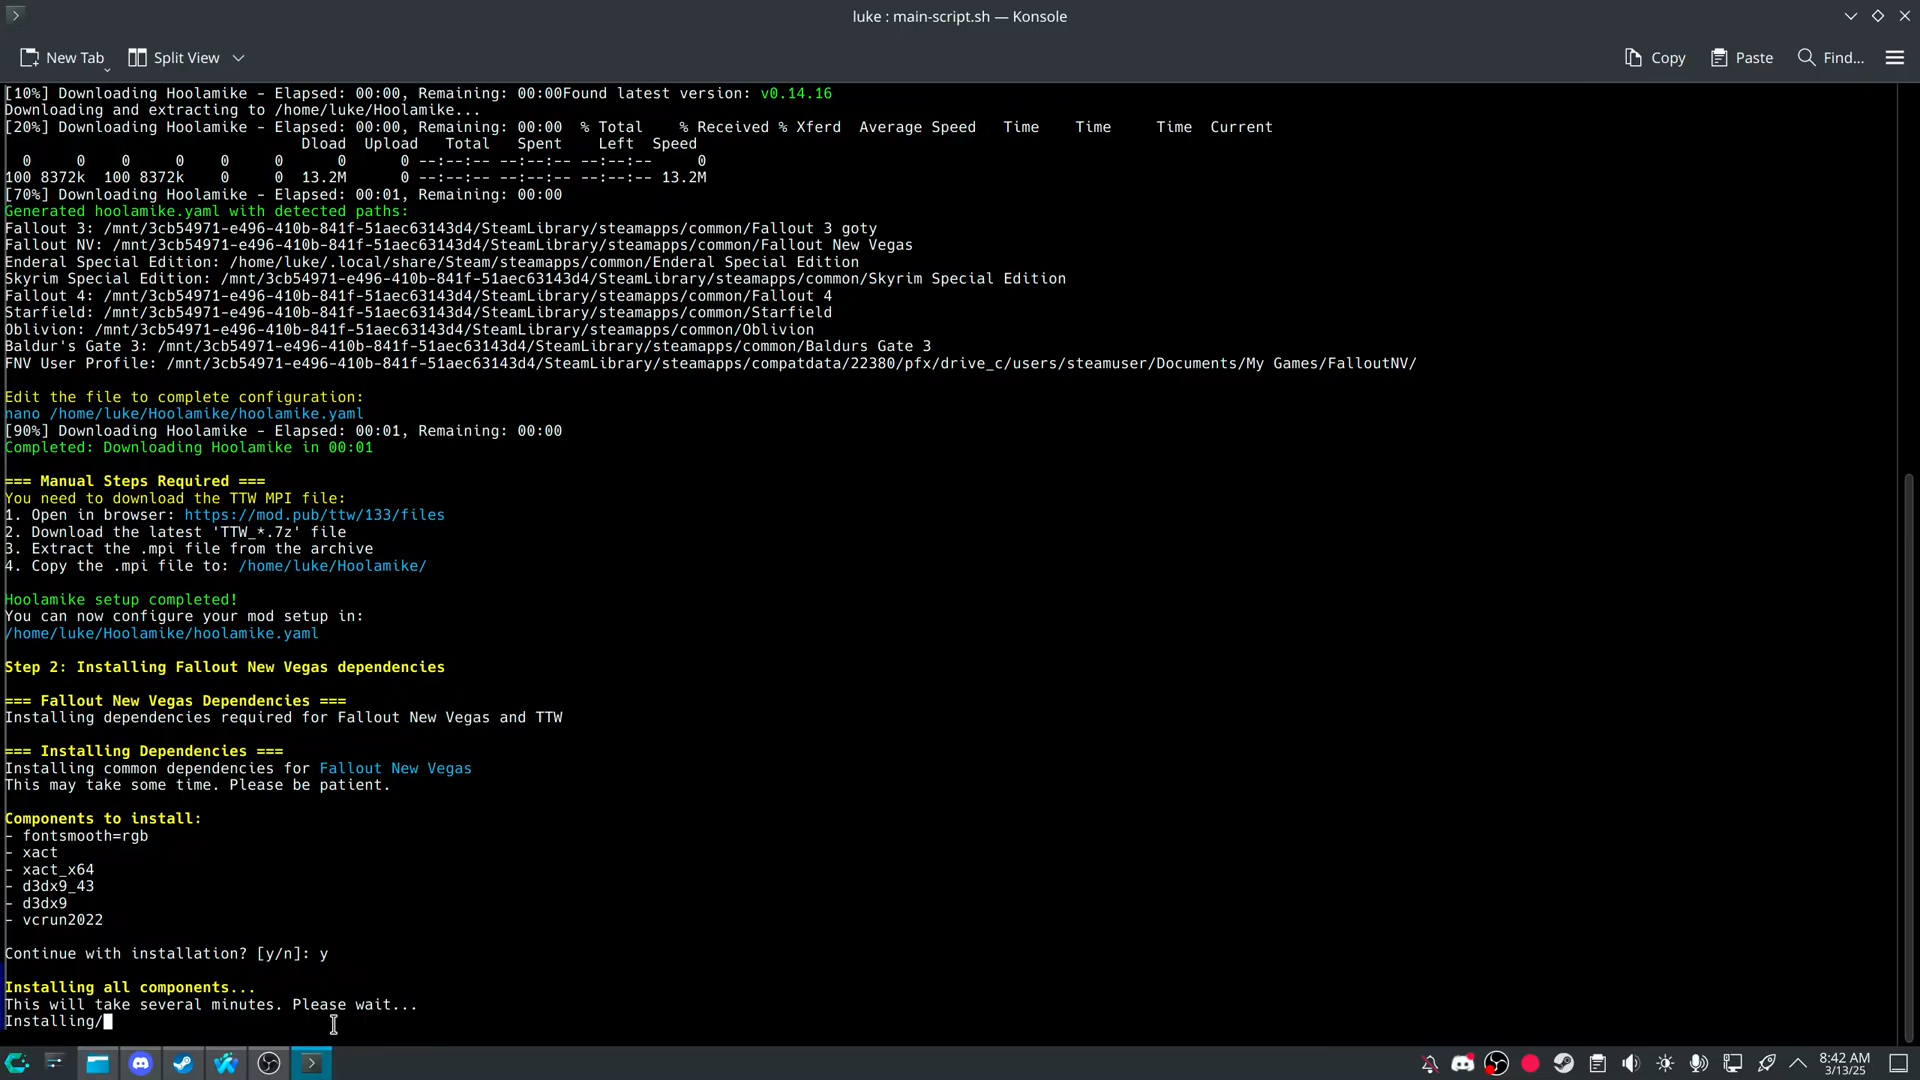 luke : main-script.sh — Konsole
New Tab
Split View
Copy
Paste
Find...
[10%] Downloading Hoolamike - Elapsed: 00:00, Remaining: 00:00Found latest version: v0.14.16
Downloading and extracting to /home/luke/Hoolamike...
[20%] Downloading Hoolamike - Elapsed: 00:00, Remaining: 00:00  % Total    % Received % Xferd  Average Speed   Time    Time     Time  Current
                                 Dload  Upload   Total   Spent    Left  Speed
  0     0    0     0    0     0      0      0 --:--:-- --:--:-- --:--:--     0
100 8372k  100 8372k    0     0  13.2M      0 --:--:-- --:--:-- --:--:-- 13.2M
[70%] Downloading Hoolamike - Elapsed: 00:01, Remaining: 00:00
Generated hoolamike.yaml with detected paths:
Fallout 3: /mnt/3cb54971-e496-410b-841f-51aec63143d4/SteamLibrary/steamapps/common/Fallout 3 goty
Fallout NV: /mnt/3cb54971-e496-410b-841f-51aec63143d4/SteamLibrary/steamapps/common/Fallout New Vegas
Enderal Special Edition: /home/luke/.local/share/Steam/steamapps/common/Enderal Special Edition
Skyrim Special Edition: /mnt/3cb54971-e496-410b-841f-51aec63143d4/SteamLibrary/steamapps/common/Skyrim Special Edition
Fallout 4: /mnt/3cb54971-e496-410b-841f-51aec63143d4/SteamLibrary/steamapps/common/Fallout 4
Starfield: /mnt/3cb54971-e496-410b-841f-51aec63143d4/SteamLibrary/steamapps/common/Starfield
Oblivion: /mnt/3cb54971-e496-410b-841f-51aec63143d4/SteamLibrary/steamapps/common/Oblivion
Baldur's Gate 3: /mnt/3cb54971-e496-410b-841f-51aec63143d4/SteamLibrary/steamapps/common/Baldurs Gate 3
FNV User Profile: /mnt/3cb54971-e496-410b-841f-51aec63143d4/SteamLibrary/steamapps/compatdata/22380/pfx/drive_c/users/steamuser/Documents/My Games/FalloutNV/
Edit the file to complete configuration:
nano /home/luke/Hoolamike/hoolamike.yaml
[90%] Downloading Hoolamike - Elapsed: 00:01, Remaining: 00:00
Completed: Downloading Hoolamike in 00:01
=== Manual Steps Required ===
You need to download the TTW MPI file:
1. Open in browser: https://mod.pub/ttw/133/files
2. Download the latest 'TTW_*.7z' file
3. Extract the .mpi file from the archive
4. Copy the .mpi file to: /home/luke/Hoolamike/
Hoolamike setup completed!
You can now configure your mod setup in:
/home/luke/Hoolamike/hoolamike.yaml
Step 2: Installing Fallout New Vegas dependencies
=== Fallout New Vegas Dependencies ===
Installing dependencies required for Fallout New Vegas and TTW
=== Installing Dependencies ===
Installing common dependencies for Fallout New Vegas
This may take some time. Please be patient.
Components to install:
- fontsmooth=rgb
- xact
- xact_x64
- d3dx9_43
- d3dx9
- vcrun2022
Continue with installation? [y/n]: y
Installing all components...
This will take several minutes. Please wait...
Installing/
8:42 AM
3/13/25